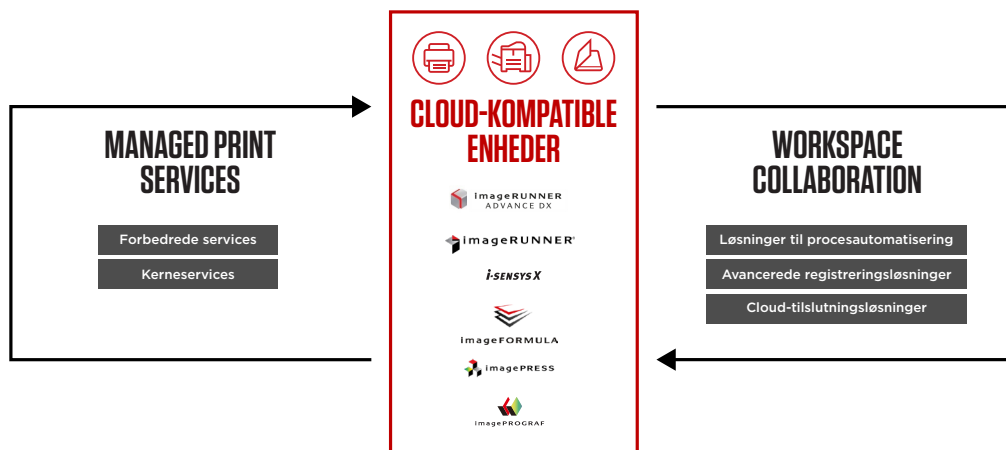 MANAGED PRINT
SERVICES
Forbedrede services
Kerneservices
CLOUD-KOMPATIBLE
ENHEDER
imageRUNNER
ADVANCE DX
imageRUNNER®
i-SENSYS X
imageFORMULA
imagePRESS
imagePROGRAF
WORKSPACE
COLLABORATION
Løsninger til procesautomatisering
Avancerede registreringsløsninger
Cloud-tilslutningsløsninger